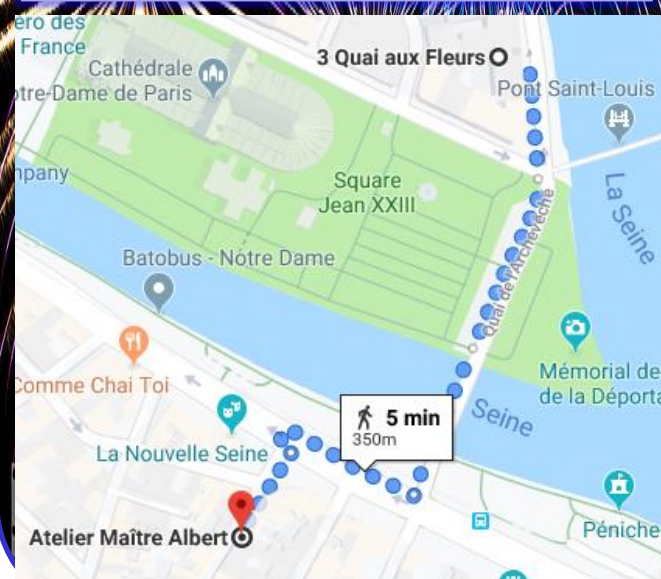 ero des
France
3 Quai aux Fleurs
Cathédrale
otre-Dame de Paris
Pont Saint-Louis
mpany
Square
Jean XXIII
La Seine
Quai de l'Archevêché
Batobus - Notre Dame
Comme Chai Toi
Mémorial de
de la Déporta
5 min
350m
Seine
La Nouvelle Seine
Atelier Maître Albert
Péniche